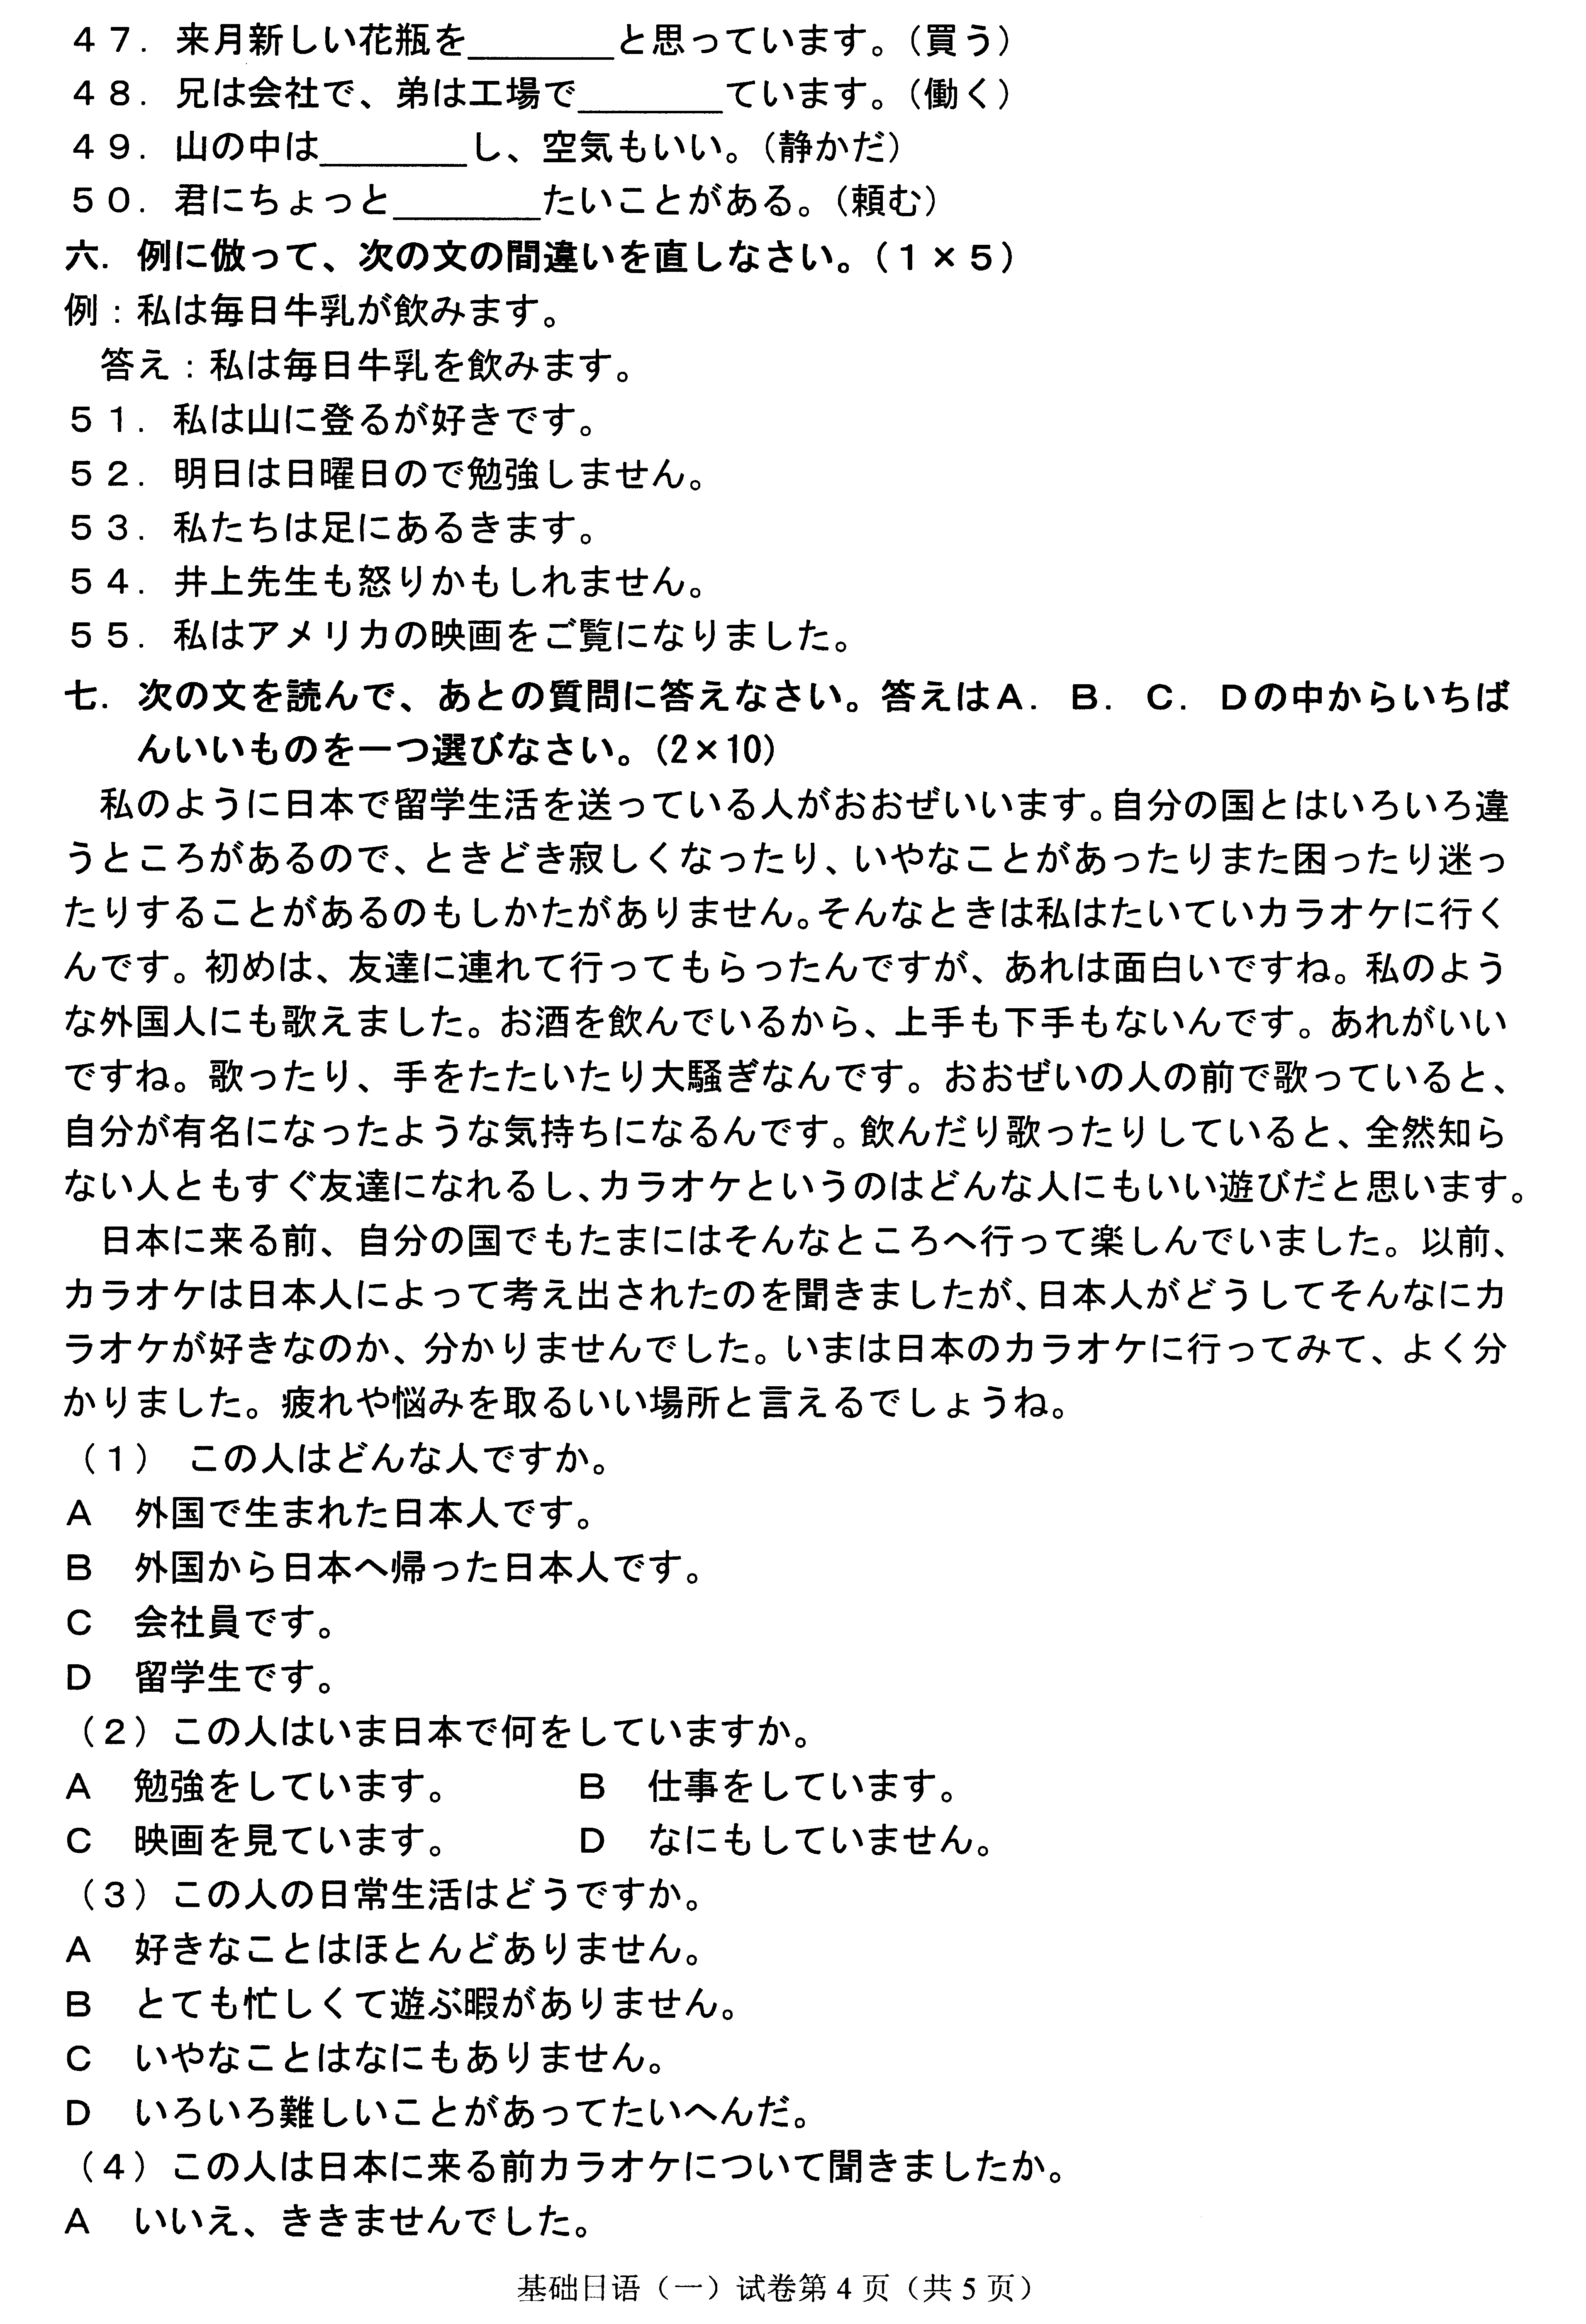 ４７．来月新しい花瓶を________と思っています。（買う）
４８．兄は会社で、弟は工場で________ています。（働く）
４９．山の中は________し、空気もいい。（静かだ）
５０．君にちょっと________たいことがある。（頼む）
六．例に倣って、次の文の間違いを直しなさい。（１×５）
例：私は毎日牛乳が飲みます。
答え：私は毎日牛乳を飲みます。
５１．私は山に登るが好きです。
５２．明日は日曜日ので勉強しません。
５３．私たちは足にあるきます。
５４．井上先生も怒りかもしれません。
５５．私はアメリカの映画をご覧になりました。
七．次の文を読んで、あとの質問に答えなさい。答えはＡ．Ｂ．Ｃ．Ｄの中からいちば
んいいものを一つ選びなさい。（2×10）
私のように日本で留学生活を送っている人がおおぜいいます。自分の国とはいろいろ違
うところがあるので、ときどき寂しくなったり、いやなことがあったりまた困ったり迷っ
たりすることがあるのもしかたがありません。そんなときは私はたいていカラオケに行く
んです。初めは、友達に連れて行ってもらったんですが、あれは面白いですね。私のよう
な外国人にも歌えました。お酒を飲んでいるから、上手も下手もないんです。あれがいい
ですね。歌ったり、手をたたいたり大騒ぎなんです。おおぜいの人の前で歌っていると、
自分が有名になったような気持ちになるんです。飲んだり歌ったりしていると、全然知ら
ない人ともすぐ友達になれるし、カラオケというのはどんな人にもいい遊びだと思います。
日本に来る前、自分の国でもたまにはそんなところへ行って楽しんでいました。以前、
カラオケは日本人によって考え出されたのを聞きましたが、日本人がどうしてそんなにカ
ラオケが好きなのか、分かりませんでした。いまは日本のカラオケに行ってみて、よく分
かりました。疲れや悩みを取るいい場所と言えるでしょうね。
（１） この人はどんな人ですか。
Ａ 外国で生まれた日本人です。
Ｂ 外国から日本へ帰った日本人です。
Ｃ 会社員です。
Ｄ 留学生です。
（２）この人はいま日本で何をしていますか。
Ａ 勉強をしています。 Ｂ 仕事をしています。
Ｃ 映画を見ています。 Ｄ なにもしていません。
（３）この人の日常生活はどうですか。
Ａ 好きなことはほとんどありません。
Ｂ とても忙しくて遊ぶ暇がありません。
Ｃ いやなことはなにもありません。
Ｄ いろいろ難しいことがあってたいへんだ。
（４）この人は日本に来る前カラオケについて聞きましたか。
Ａ いいえ、ききませんでした。
基础日语（一）试卷第 4 页（共 5 页）